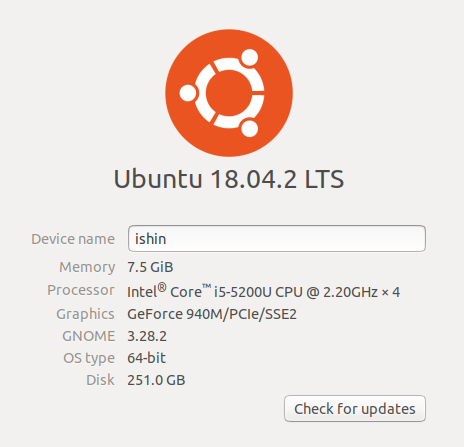 Ubuntu 18.04.2 LTS
Device name ishin
Memory 7.5 GiB
Processor Intel® Core™ i5-5200U CPU @ 2.20GHz × 4
Graphics GeForce 940M/PCIe/SSE2
GNOME 3.28.2
OS type 64-bit
Disk 251.0 GB
Check for updates